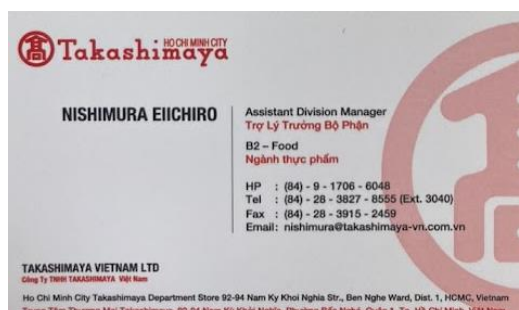 高 Takashimaya HO CHI MINH CITY
NISHIMURA EIICHIRO
Assistant Division Manager
Trợ Lý Trưởng Bộ Phận
B2 – Food
Ngành thực phẩm
HP : (84) - 9 - 1706 - 6048
Tel : (84) - 28 - 3827 - 8555 (Ext. 3040)
Fax : (84) - 28 - 3915 - 2459
Email: nishimura@takashimaya-vn.com.vn
TAKASHIMAYA VIETNAM LTD
Công Ty TNHH TAKASHIMAYA Việt Nam
Ho Chi Minh City Takashimaya Department Store 92-94 Nam Ky Khoi Nghia Str., Ben Nghe Ward, Dist. 1, HCMC, Vietnam